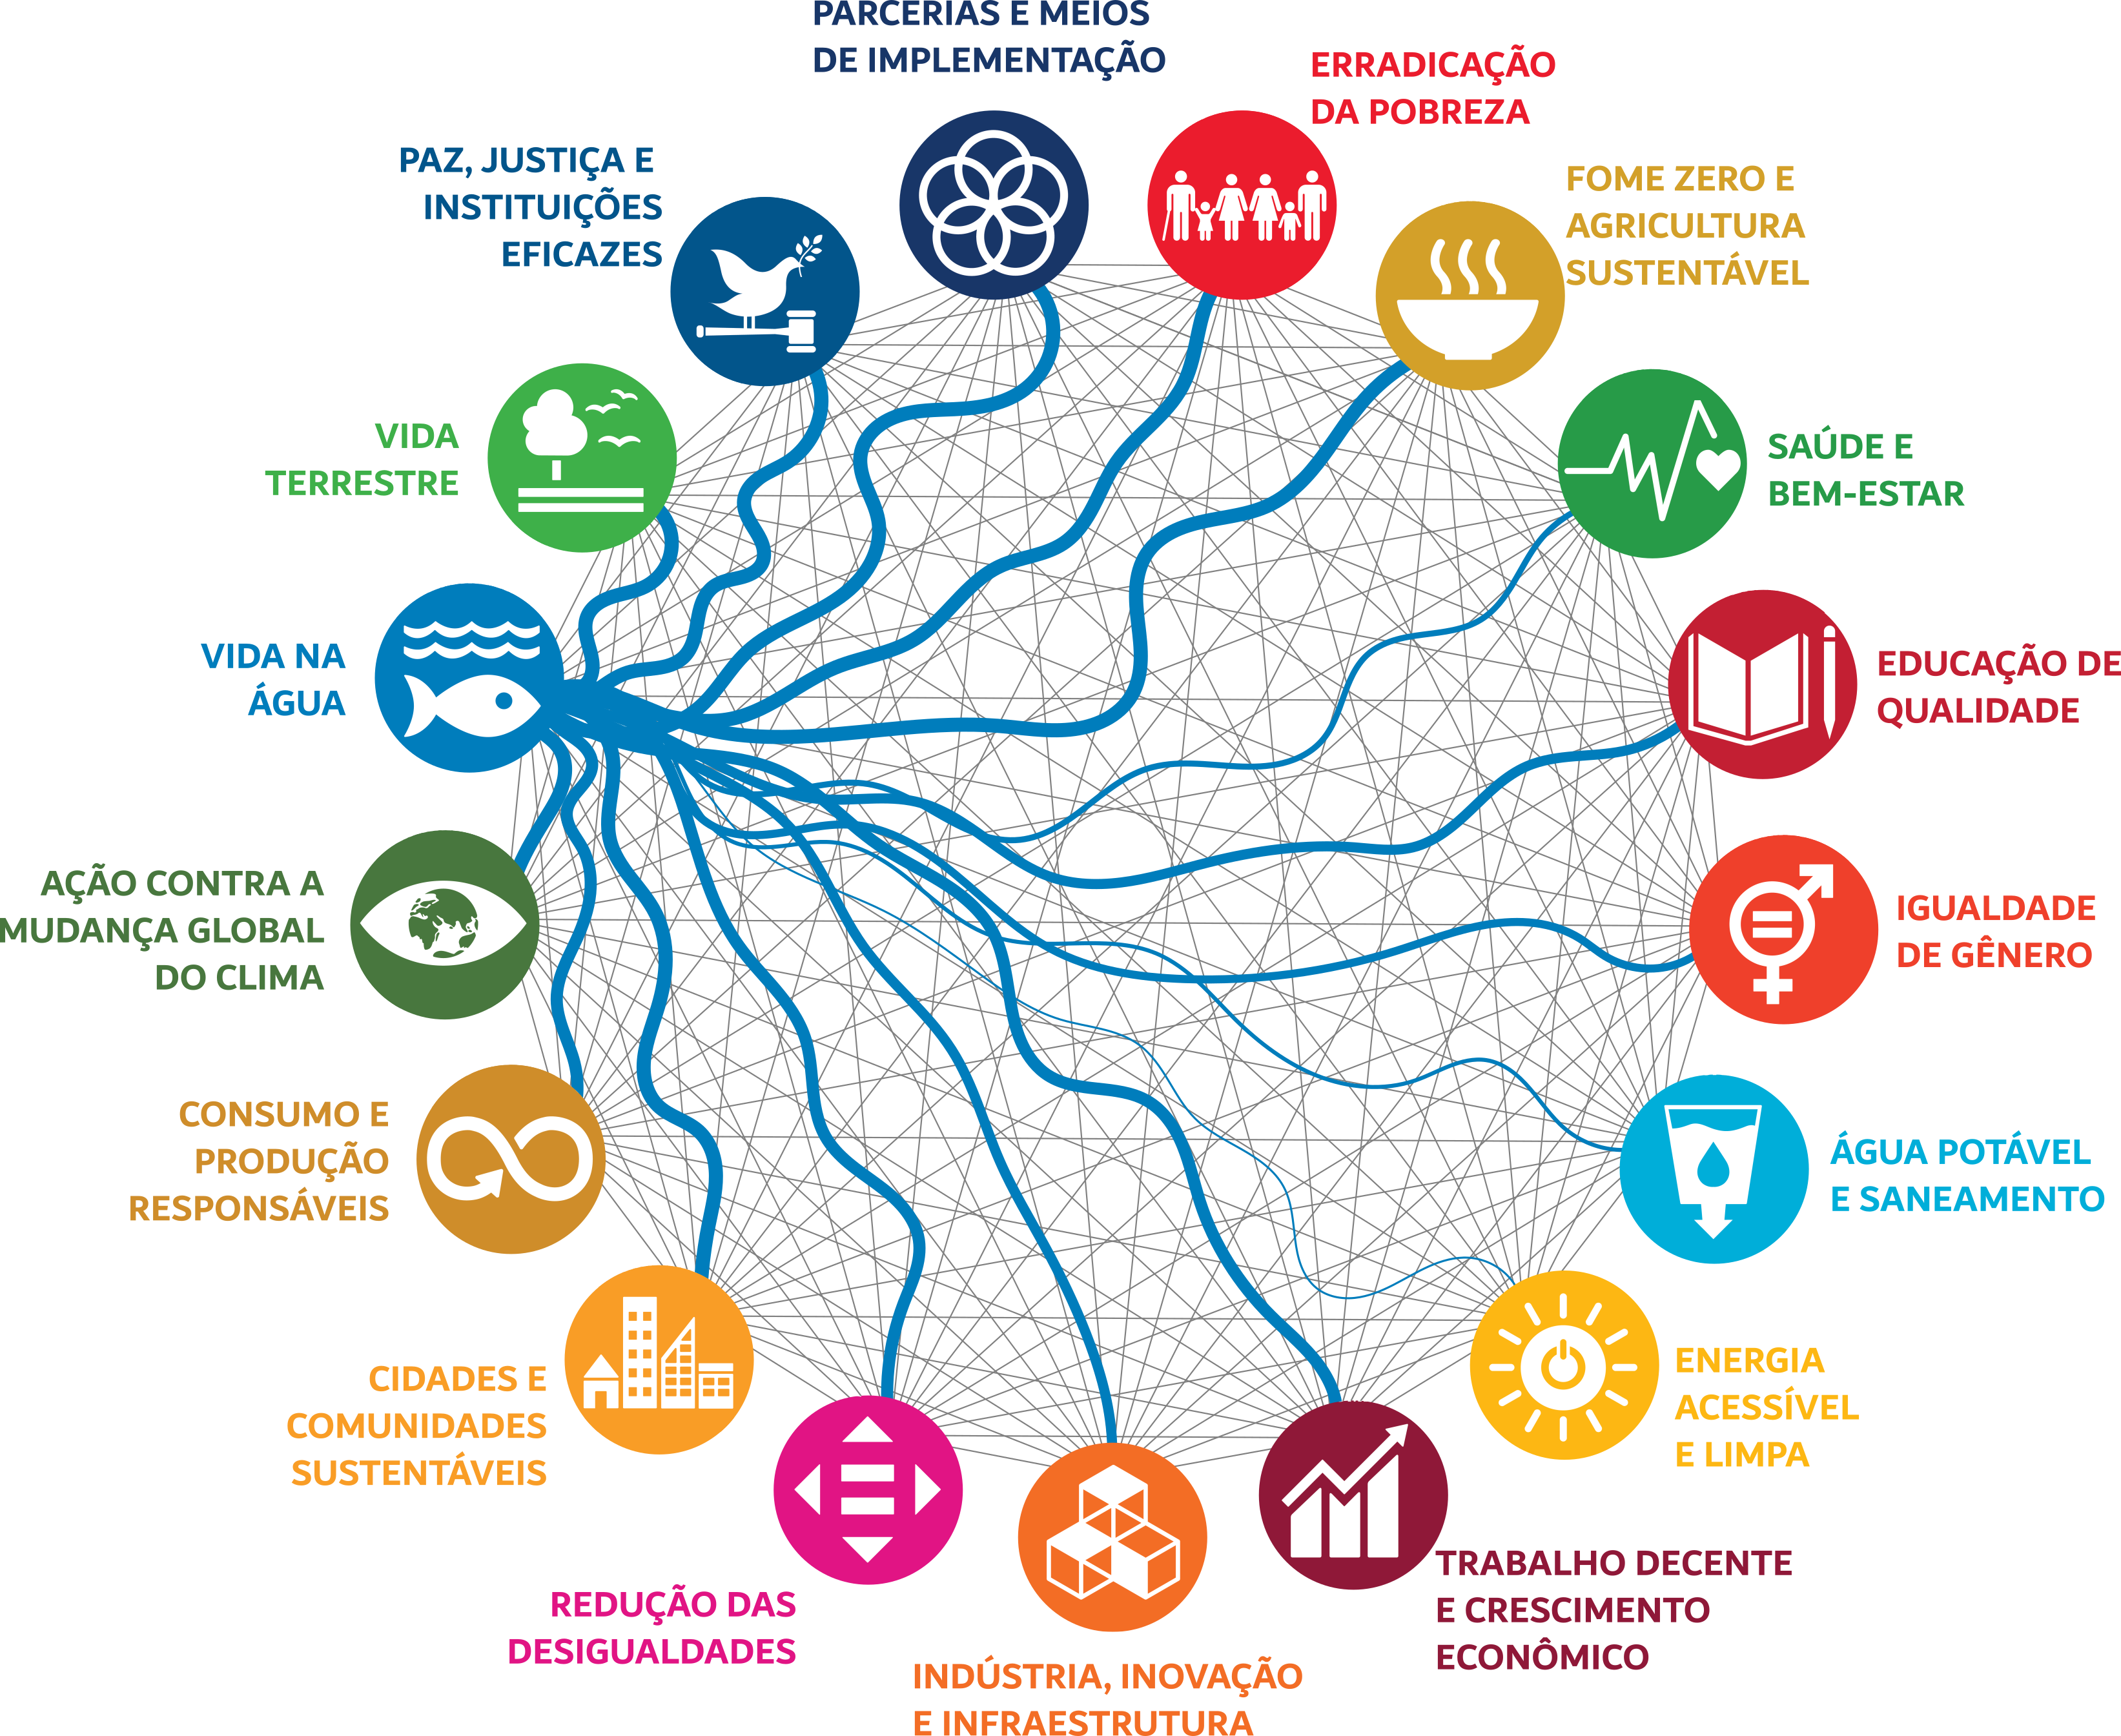 PARCERIAS E MEIOS
DE IMPLEMENTAÇÃO
ERRADICAÇÃO
DA POBREZA
FOME ZERO E
AGRICULTURA
SUSTENTÁVEL
SAÚDE E
BEM-ESTAR
EDUCAÇÃO DE
QUALIDADE
IGUALDADE
DE GÊNERO
ÁGUA POTÁVEL
E SANEAMENTO
ENERGIA
ACESSÍVEL
E LIMPA
TRABALHO DECENTE
E CRESCIMENTO
ECONÔMICO
INDÚSTRIA, INOVAÇÃO
E INFRAESTRUTURA
REDUÇÃO DAS
DESIGUALDADES
CIDADES E
COMUNIDADES
SUSTENTÁVEIS
CONSUMO E
PRODUÇÃO
RESPONSÁVEIS
AÇÃO CONTRA A
MUDANÇA GLOBAL
DO CLIMA
VIDA NA
ÁGUA
VIDA
TERRESTRE
PAZ, JUSTIÇA E
INSTITUIÇÕES
EFICAZES